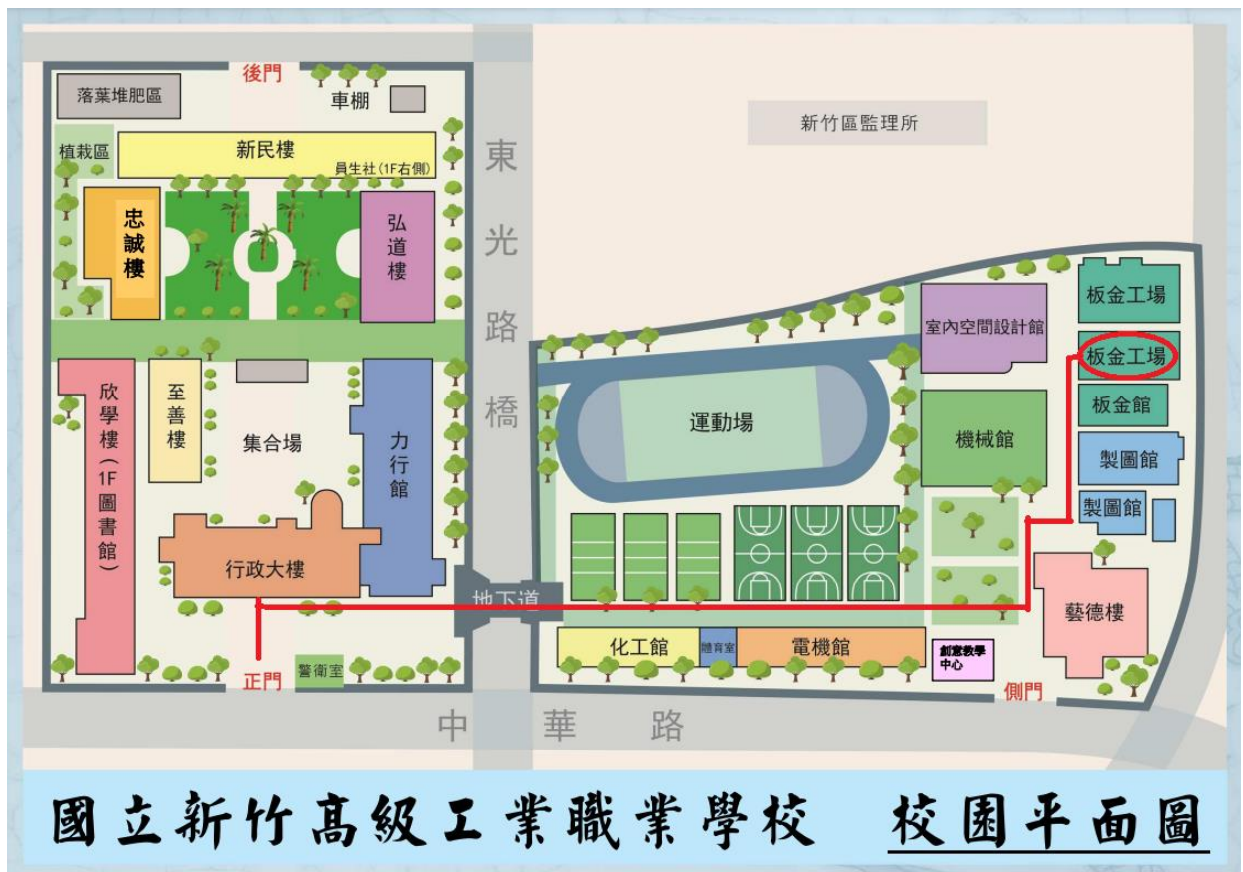 後門
落葉堆肥區
車棚
植栽區
新民樓
員生社(1F右側)
忠誠樓
弘道樓
東光路橋
新竹區監理所
欣學樓(1F圖書館)
至善樓
集合場
力行館
行政大樓
地下道
警衛室
正門
運動場
室內空間設計館
機械館
板金工場
板金工場
板金館
製圖館
製圖館
藝德樓
化工館
體育室
電機館
創意教學
中心
側門
中華路
國立新竹高級工業職業學校 校園平面圖